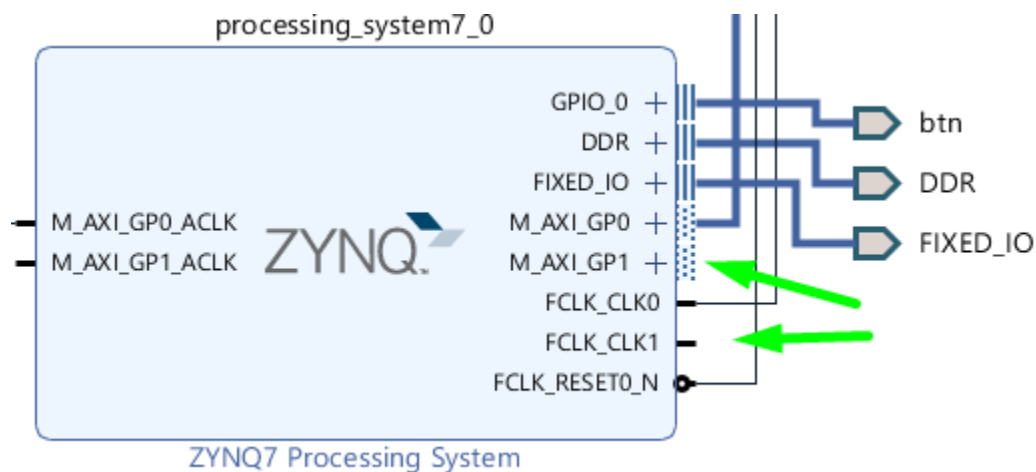 processing_system7_0
GPIO_0
btn
DDR
DDR
FIXED_IO
M_AXI_GP0_ACLK
M_AXI_GP0
FIXED_IO
M_AXI_GP1_ACLK
ZYNQ
M_AXI_GP1
FCLK_CLK0
FCLK_CLK1
FCLK_RESET0_N
ZYNQ7 Processing System